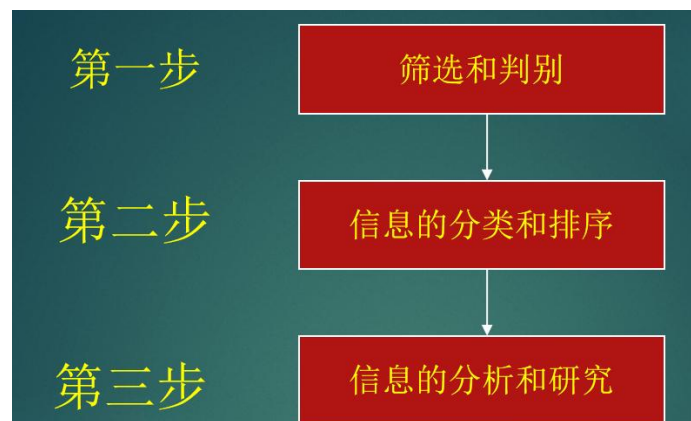 第一步
筛选和判别
第二步
信息的分类和排序
第三步
信息的分析和研究